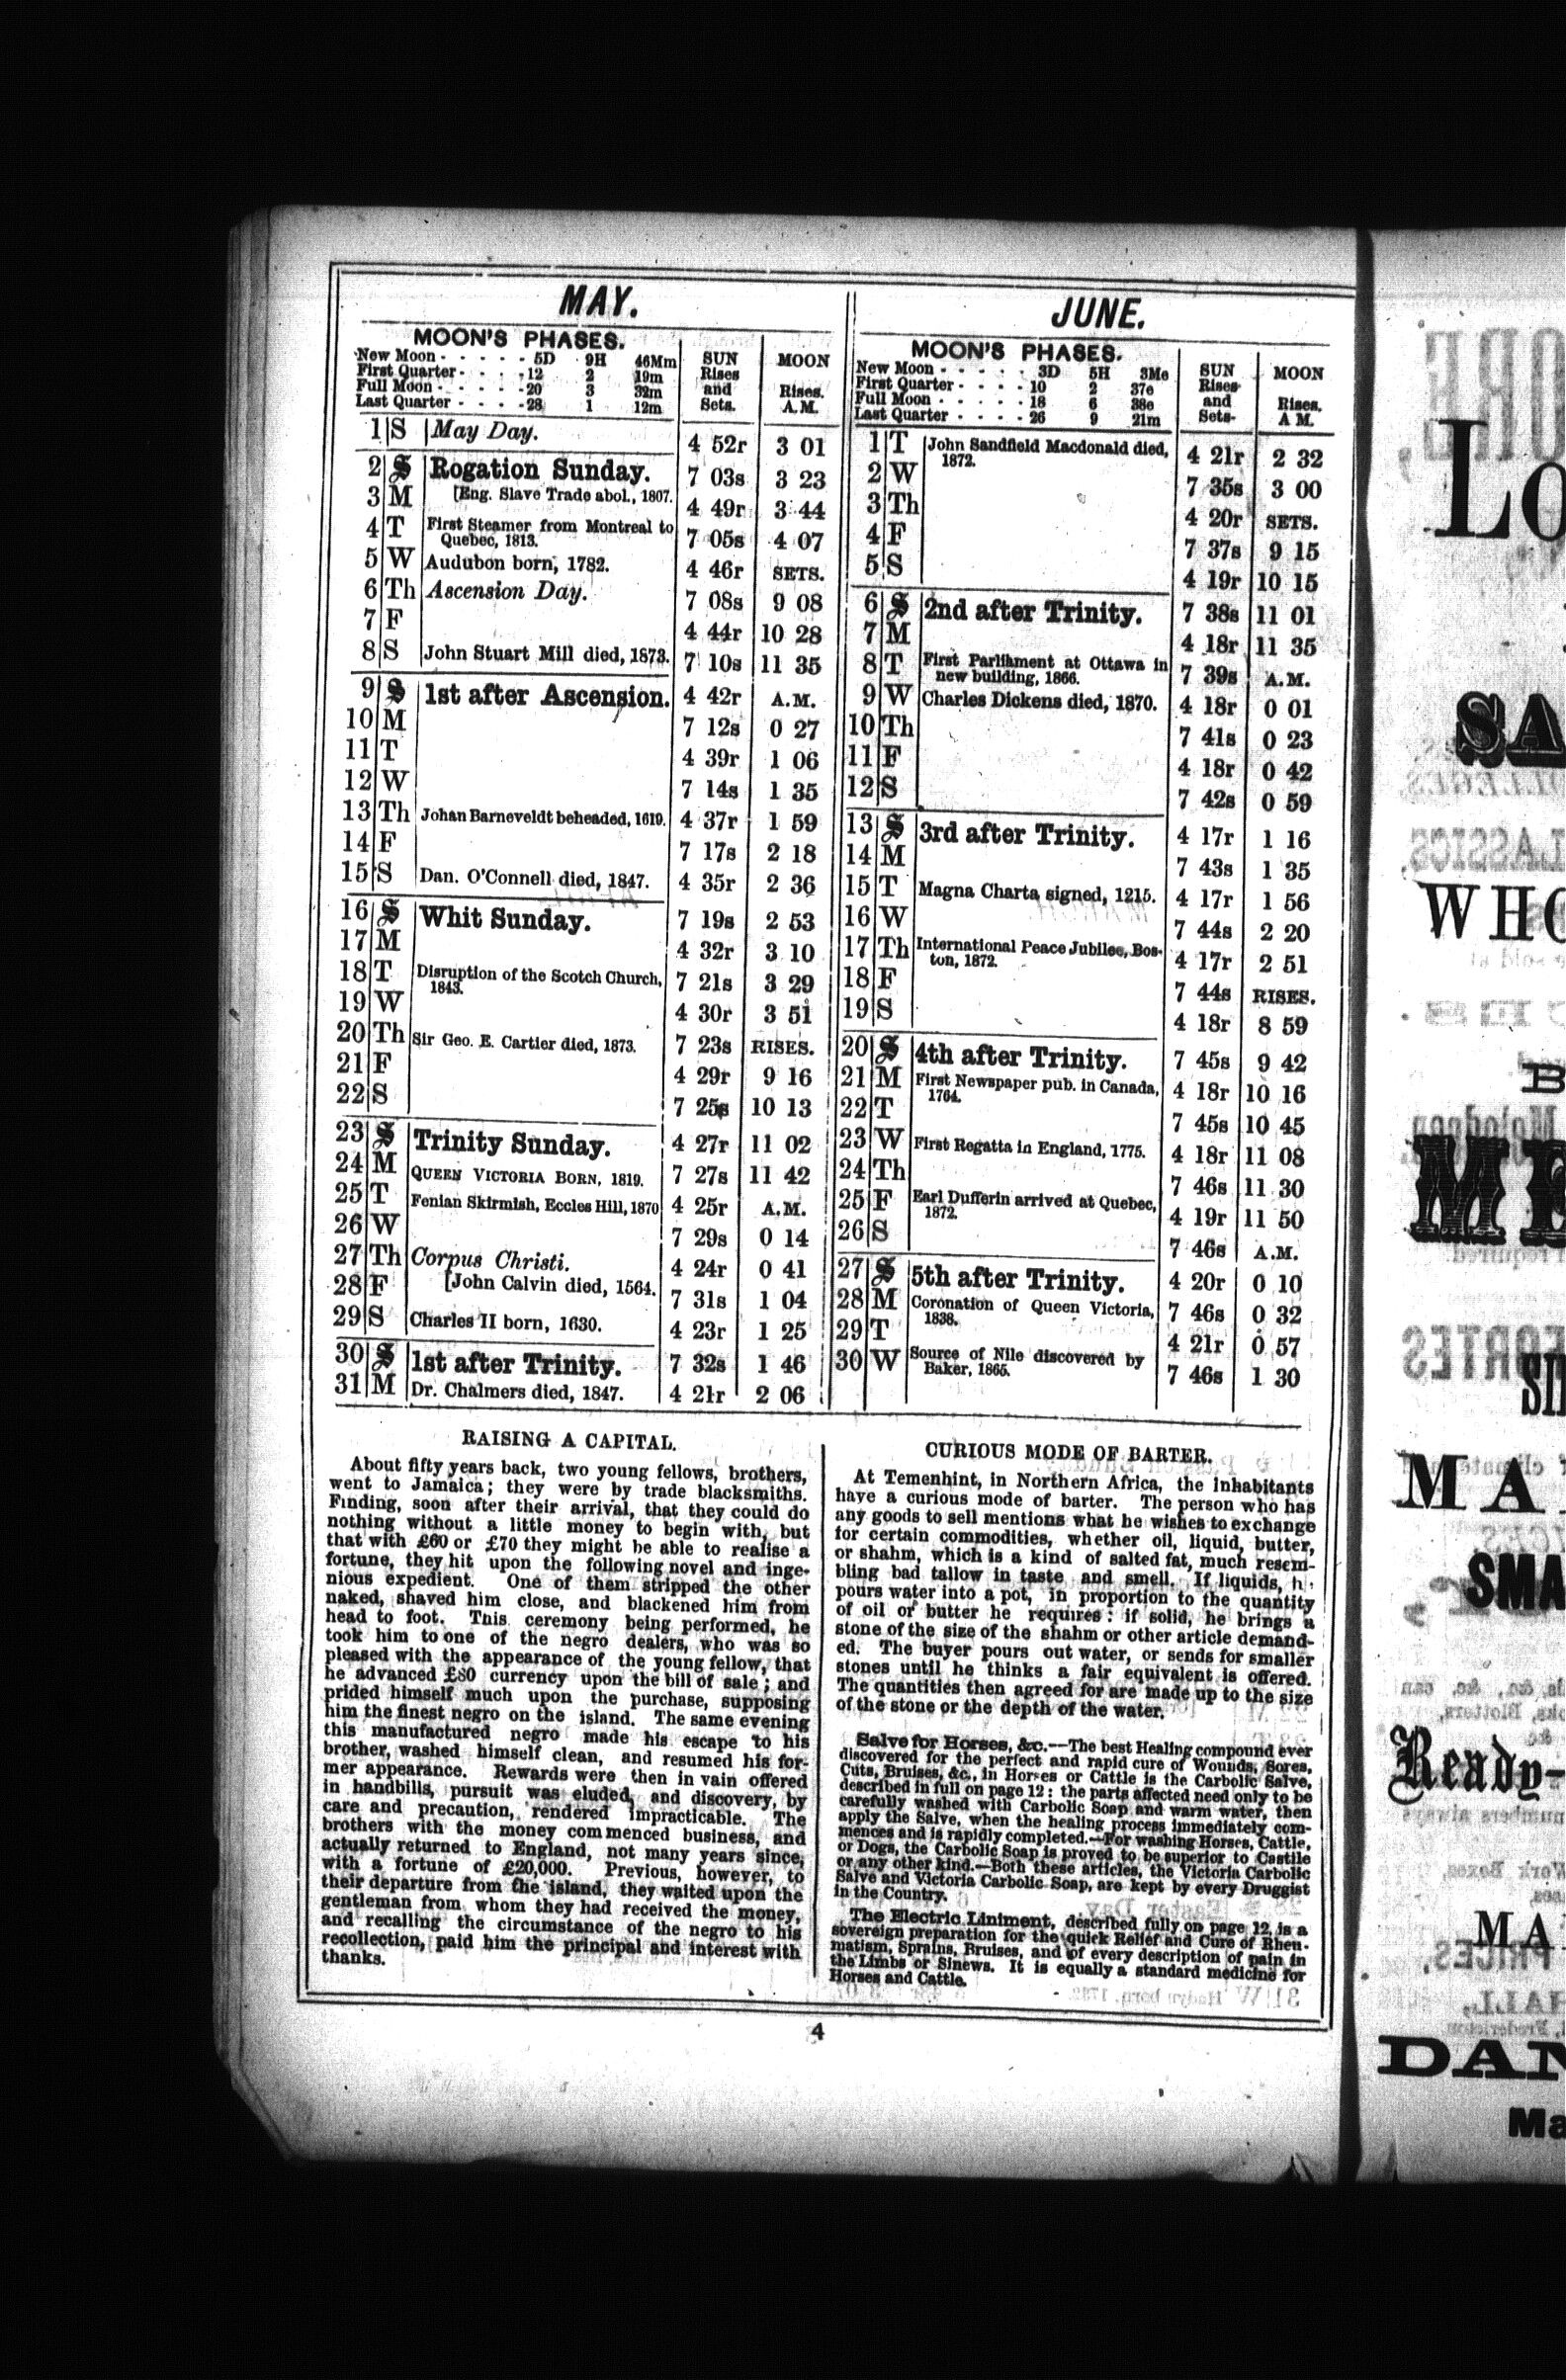 MAY.
MOON'S PHASES.
New Moon - - - - - 5D 9H 46Mm
First Quarter - - - - 12 2 19m
Full Moon - - - - - 20 3 32m
Last Quarter - - - - 28 1 12m
SUN Rises and Sets.
MOON Rises. A.M.
1 S May Day. 4 52r 3 01
2 S Rogation Sunday. 7 03s 3 23
3 M [Eng. Slave Trade abol., 1807. 4 49r 3 44
4 T First Steamer from Montreal to Quebec, 1813. 7 05s 4 07
5 W Audubon born, 1782. 4 46r SETS.
6 Th Ascension Day. 7 08s 9 08
7 F 4 44r 10 28
8 S John Stuart Mill died, 1873. 7 10s 11 35
9 S 1st after Ascension. 4 42r A.M.
10 M 7 12s 0 27
11 T 4 39r 1 06
12 W 7 14s 1 35
13 Th Johan Barneveldt beheaded, 1619. 4 37r 1 59
14 F 7 17s 2 18
15 S Dan. O'Connell died, 1847. 4 35r 2 36
16 S Whit Sunday. 7 19s 2 53
17 M 4 32r 3 10
18 T Disruption of the Scotch Church, 1843. 7 21s 3 29
19 W 4 30r 3 51
20 Th Sir Geo. E. Cartier died, 1873. 7 23s RISES.
21 F 4 29r 9 16
22 S 7 25s 10 13
23 S Trinity Sunday. 4 27r 11 02
24 M QUEEN VICTORIA BORN, 1819. 7 27s 11 42
25 T Fenian Skirmish, Eccles Hill, 1870 4 25r A.M.
26 W 7 29s 0 14
27 Th Corpus Christi. 4 24r 0 41
28 F [John Calvin died, 1564. 7 31s 1 04
29 S Charles II born, 1630. 4 23r 1 25
30 S 1st after Trinity. 7 32s 1 46
31 M Dr. Chalmers died, 1847. 4 21r 2 06
JUNE.
MOON'S PHASES.
New Moon - - - - - 3D 5H 3Me
First Quarter - - - - 10 2 37e
Full Moon - - - - - 18 6 38e
Last Quarter - - - - 26 9 21m
SUN Rises and Sets-
MOON Rises. A M.
1 T John Sandfield Macdonald died, 1872. 4 21r 2 32
2 W 7 35s 3 00
3 Th 4 20r SETS.
4 F 7 37s 9 15
5 S 4 19r 10 15
6 S 2nd after Trinity. 7 38s 11 01
7 M 4 18r 11 35
8 T First Parliament at Ottawa in new building, 1866. 7 39s A.M.
9 W Charles Dickens died, 1870. 4 18r 0 01
10 Th 7 41s 0 23
11 F 4 18r 0 42
12 S 7 42s 0 59
13 S 3rd after Trinity. 4 17r 1 16
14 M 7 43s 1 35
15 T Magna Charta signed, 1215. 4 17r 1 56
16 W 7 44s 2 20
17 Th International Peace Jubilee, Boston, 1872. 4 17r 2 51
18 F 7 44s RISES.
19 S 4 18r 8 59
20 S 4th after Trinity. 7 45s 9 42
21 M First Newspaper pub. in Canada, 1764. 4 18r 10 16
22 T 7 45s 10 45
23 W First Regatta in England, 1775. 4 18r 11 08
24 Th 7 46s 11 30
25 F Earl Dufferin arrived at Quebec, 1872. 4 19r 11 50
26 S 7 46s A.M.
27 S 5th after Trinity. 4 20r 0 10
28 M Coronation of Queen Victoria, 1838. 7 46s 0 32
29 T 4 21r 0 57
30 W Source of Nile discovered by Baker, 1865. 7 46s 1 30
RAISING A CAPITAL.
About fifty years back, two young fellows, brothers,
went to Jamaica; they were by trade blacksmiths.
Finding, soon after their arrival, that they could do
nothing without a little money to begin with, but
that with £60 or £70 they might be able to realise a
fortune, they hit upon the following novel and inge-
nious expedient. One of them stripped the other
naked, shaved him close, and blackened him from
head to foot. This ceremony being performed, he
took him to one of the negro dealers, who was so
pleased with the appearance of the young fellow, that
he advanced £80 currency upon the bill of sale; and
prided himself much upon the purchase, supposing
him the finest negro on the island. The same evening
this manufactured negro made his escape to his
brother, washed himself clean, and resumed his for-
mer appearance. Rewards were then in vain offered
in handbills, pursuit was eluded, and discovery, by
care and precaution, rendered impracticable. The
brothers with the money commenced business, and
actually returned to England, not many years since,
with a fortune of £20,000. Previous, however, to
their departure from the island, they waited upon the
gentleman from whom they had received the money,
and recalling the circumstance of the negro to his
recollection, paid him the principal and interest with
thanks.
CURIOUS MODE OF BARTER.
At Temenhint, in Northern Africa, the inhabitants
have a curious mode of barter. The person who has
any goods to sell mentions what he wishes to exchange
for certain commodities, whether oil, liquid, butter,
or shahm, which is a kind of salted fat, much resem-
bling bad tallow in taste and smell. If liquids,
pours water into a pot, in proportion to the quantity
of oil or butter he requires: if solid, he brings a
stone of the size of the shahm or other article demand-
ed. The buyer pours out water, or sends for smaller
stones until he thinks a fair equivalent is offered.
The quantities then agreed for are made up to the size
of the stone or the depth of the water.
Salve for Horses, &c.—The best Healing compound ever
discovered for the perfect and rapid cure of Wounds, Sores,
Cuts, Bruises, &c., in Horses or Cattle is the Carbolic Salve,
described in full on page 12: the parts affected need only to be
carefully washed with Carbolic Soap and warm water, then
apply the Salve, when the healing process immediately com-
mences and is rapidly completed.—For washing Horses, Cattle,
or Dogs, the Carbolic Soap is proved to be superior to Castile
or any other kind.—Both these articles, the Victoria Carbolic
Salve and Victoria Carbolic Soap, are kept by every Druggist
in the Country.
The Electric Liniment, described fully on page 12, is a
sovereign preparation for the quick Relief and Cure of Rheu-
matism, Sprains, Bruises, and of every description of pain in
the Limbs or Sinews. It is equally a standard medicine for
Horses and Cattle.
4
LO
SA
WHO
B
ME
SI
MA
SMA
Ready-
MA
DAN
Ma